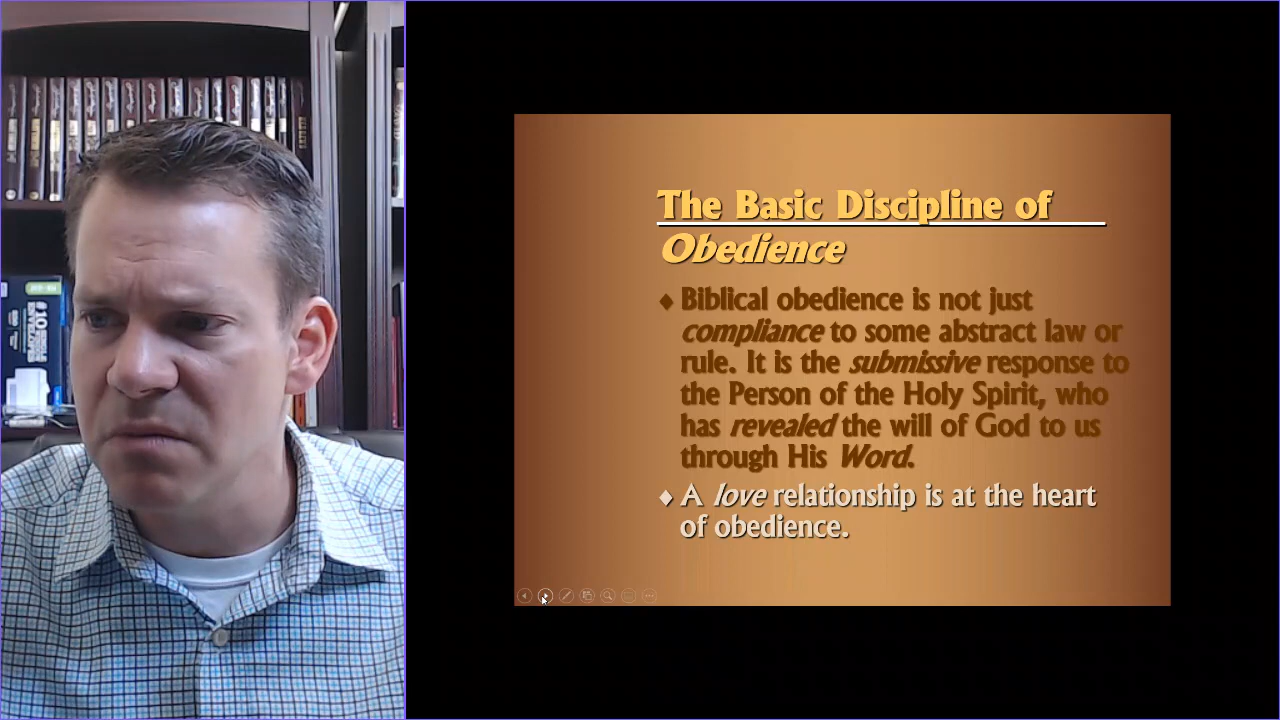 The Basic Discipline of
Obedience
♦ Biblical obedience is not just
compliance to some abstract law or
rule. It is the submissive response to
the Person of the Holy Spirit, who
has revealed the will of God to us
through His Word.
♦ A love relationship is at the heart
of obedience.